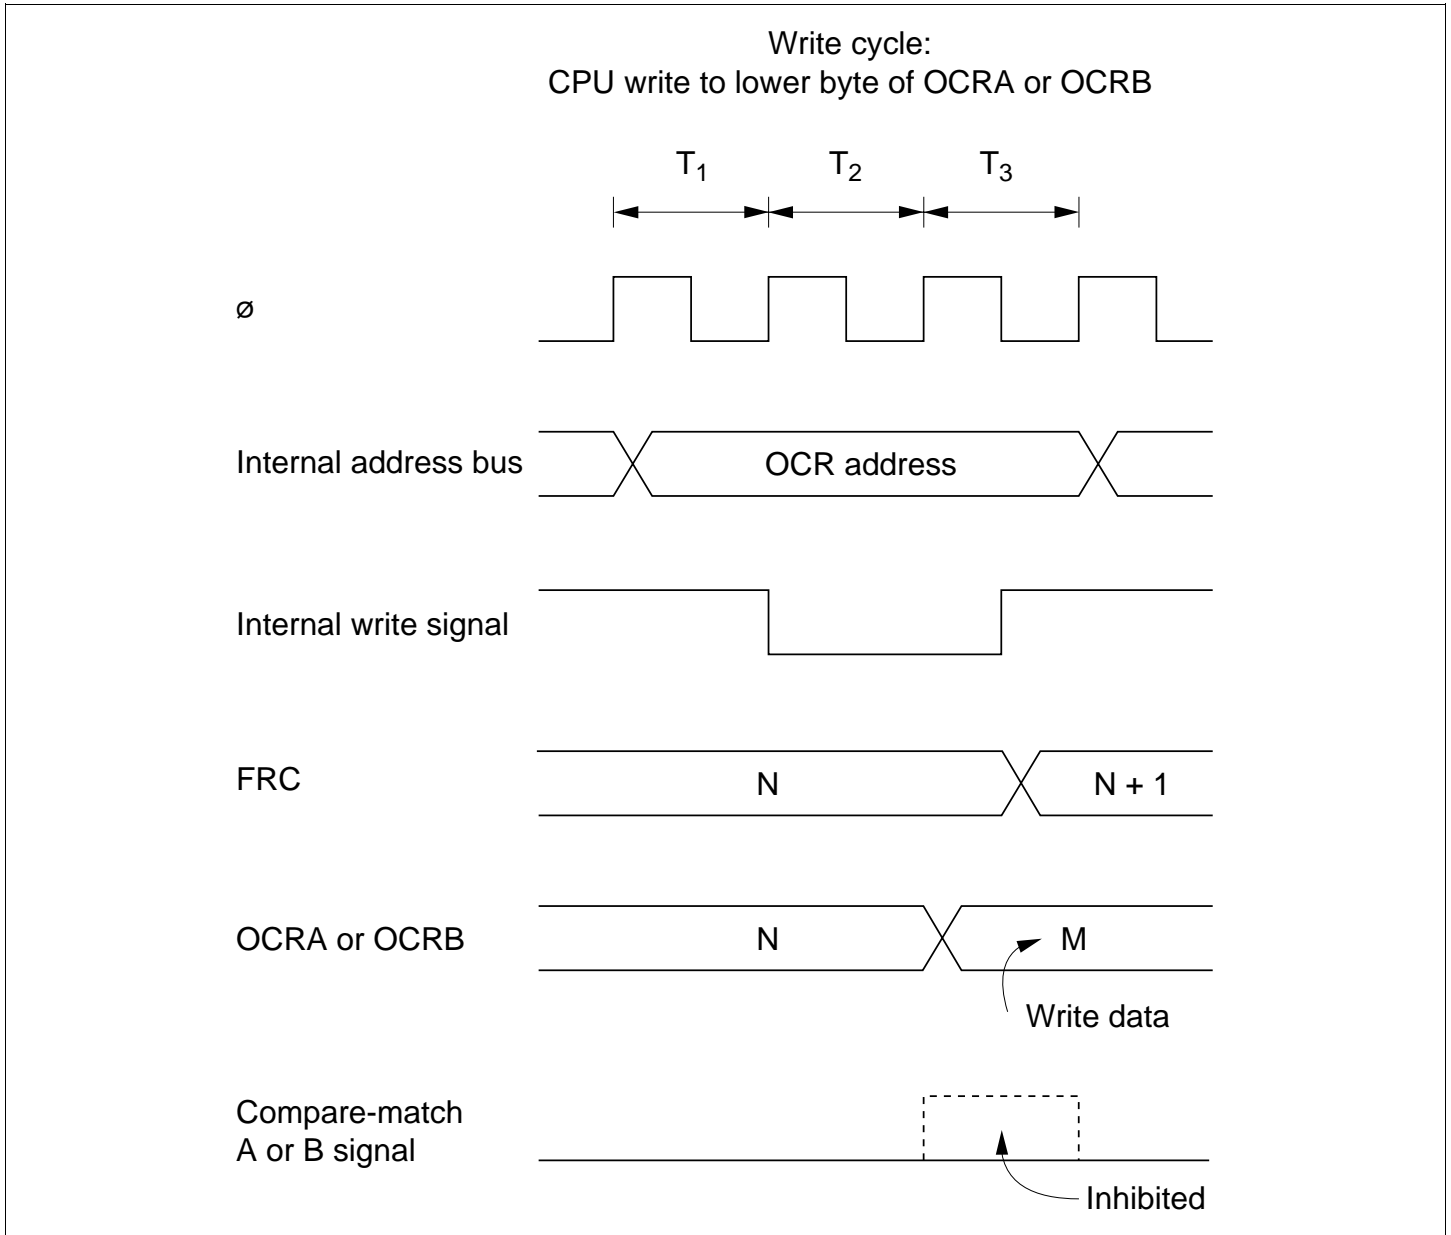 Write cycle:
CPU write to lower byte of OCRA or OCRB
T1 T2 T3
ø
Internal address bus OCR address
Internal write signal
FRC N N + 1
OCRA or OCRB N M
Write data
Compare-match
A or B signal
Inhibited